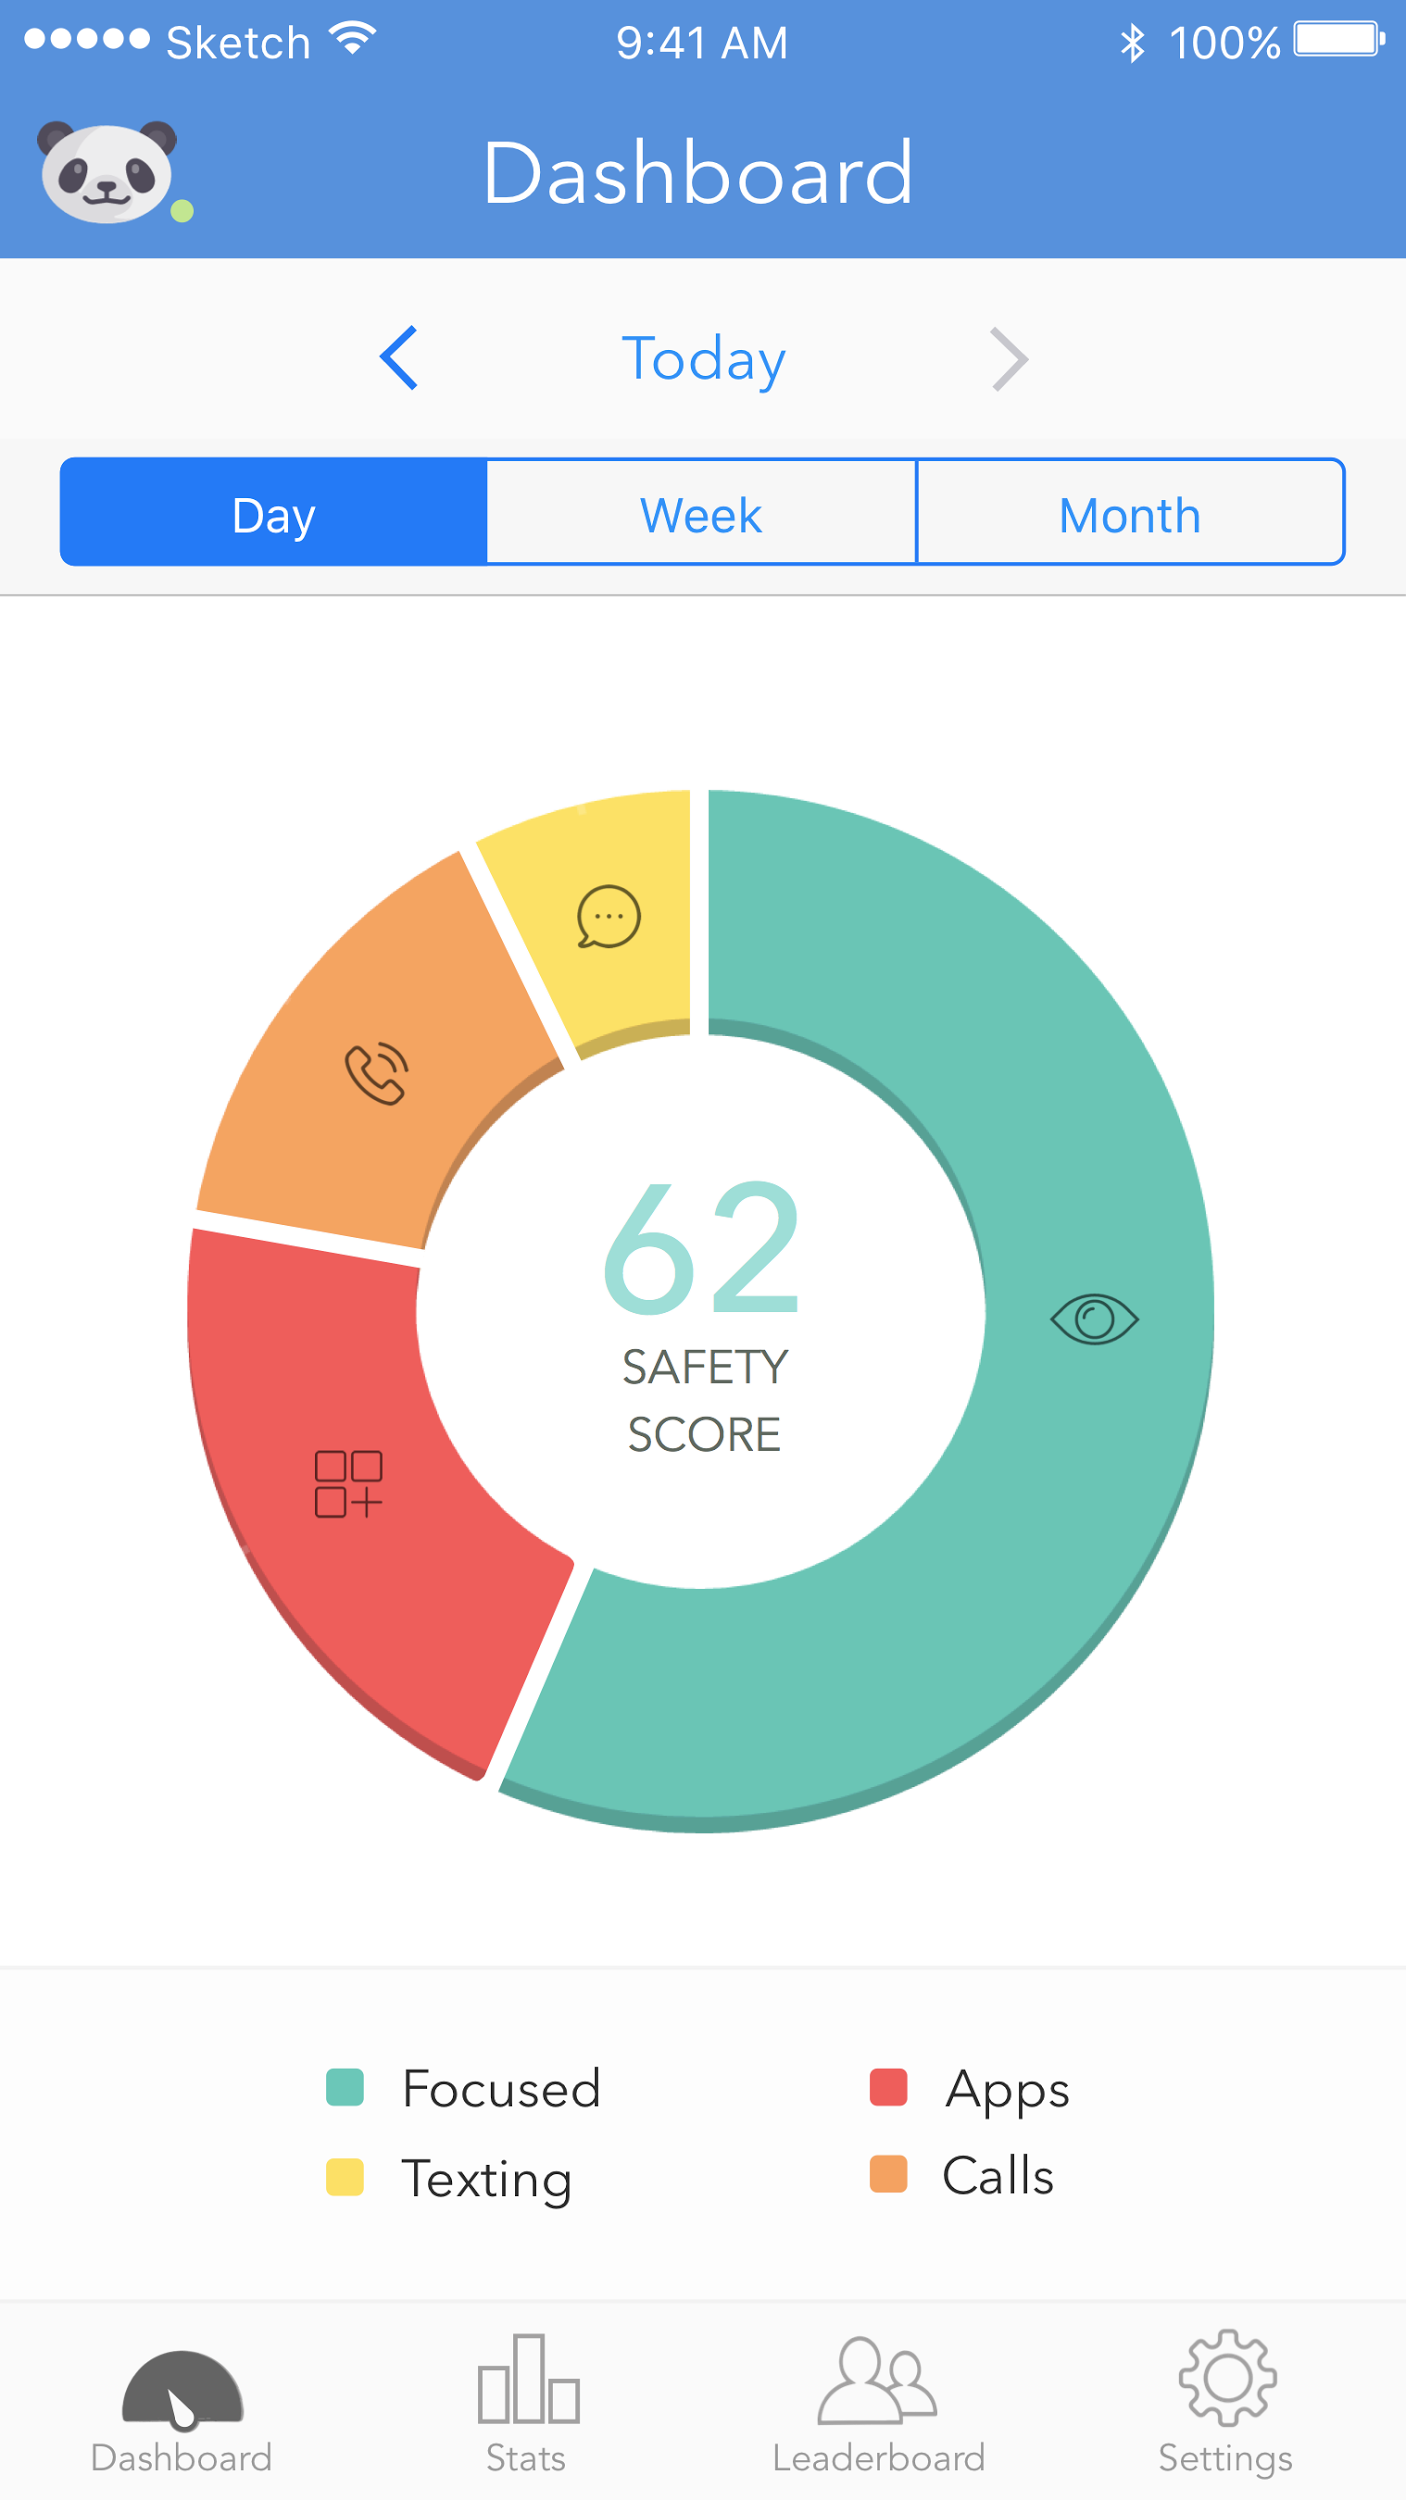 Sketch 9:41 AM 100%
Dashboard
Today
Day Week Month
62
SAFETY
SCORE
Focused Apps
Texting Calls
Dashboard Stats Leaderboard Settings